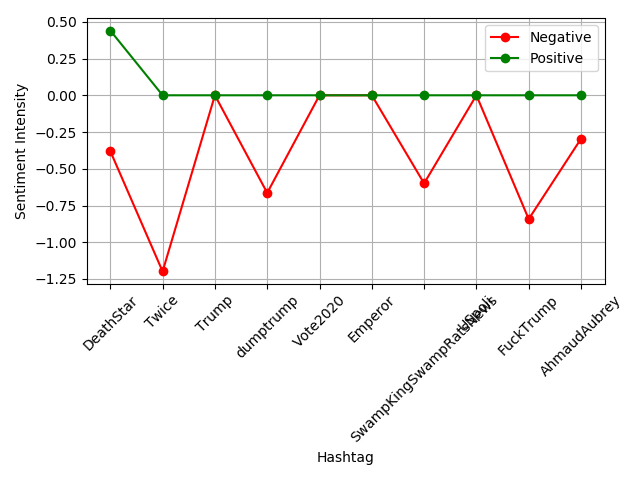 0.50
0.25
0.00
−0.25
−0.50
−0.75
−1.00
−1.25
Sentiment Intensity
Negative
Positive
DeathStar
Twice
Trump
dumptrump
Vote2020
Emperor
SwampKingSwampRatsNews
USpoli
FuckTrump
AhmaudAubrey
Hashtag